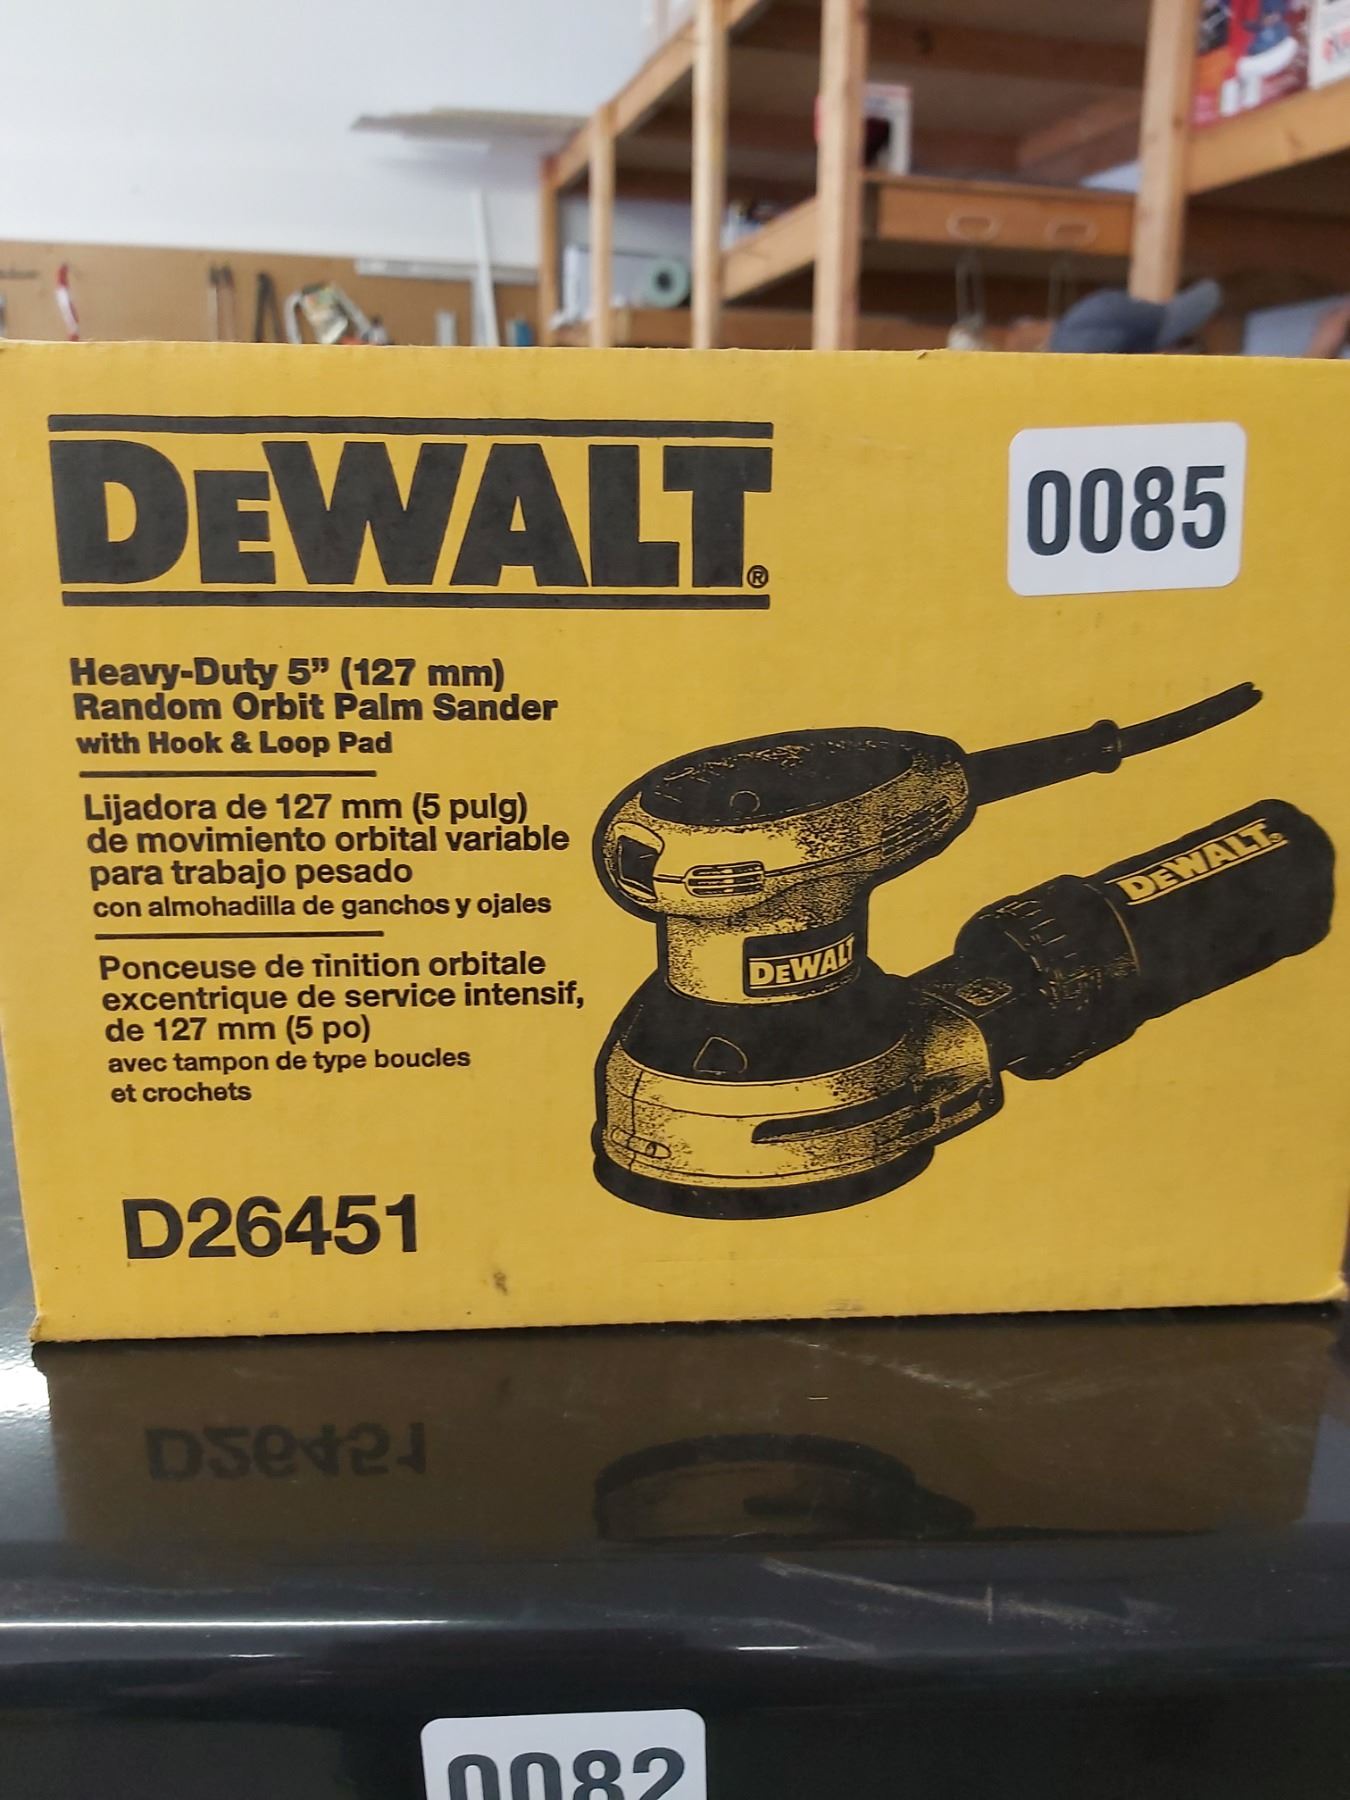 DEWALT®
0085
Heavy-Duty 5” (127 mm)
Random Orbit Palm Sander
with Hook & Loop Pad
Lijadora de 127 mm (5 pulg)
de movimiento orbital variable
para trabajo pesado
con almohadilla de ganchos y ojales
Ponceuse de finition orbitale
excentrique de service intensif,
de 127 mm (5 po)
avec tampon de type boucles
et crochets
DEWALT
DEWALT®
D26451
D26451
0082